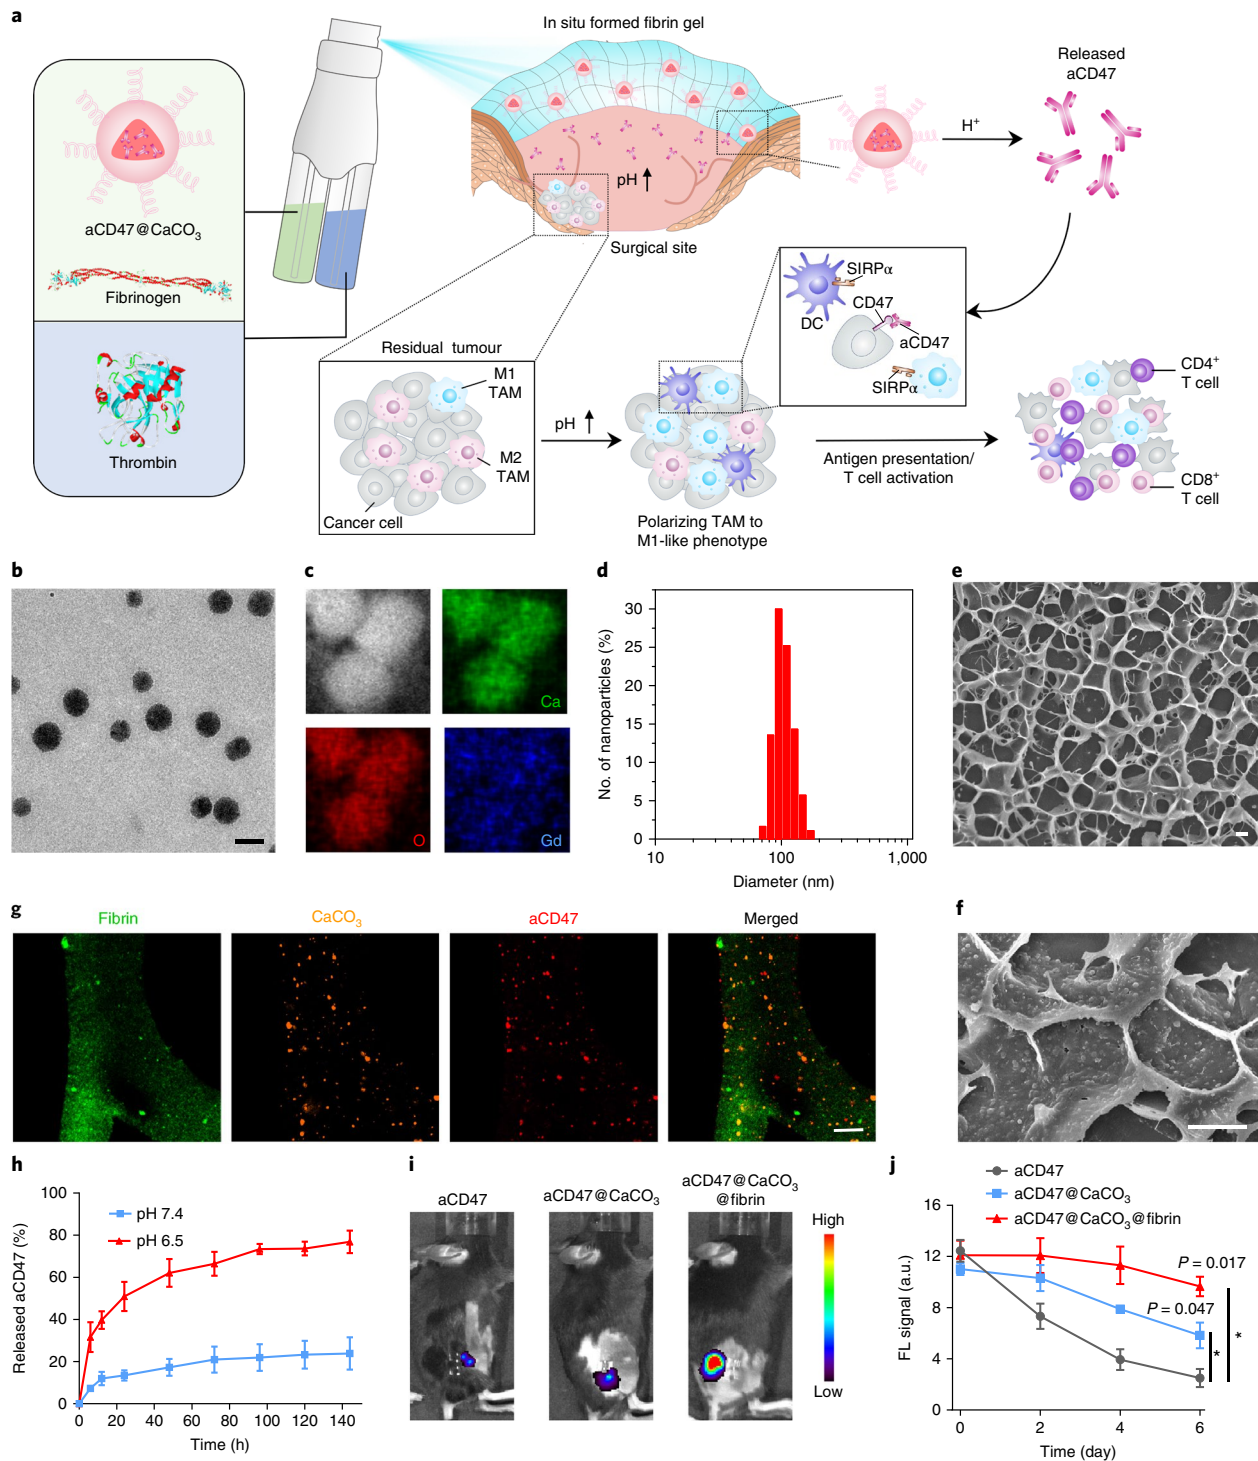 a
In situ formed fibrin gel
Released
aCD47
H⁺
aCD47@CaCO₃
Fibrinogen
Thrombin
pH ↑
Surgical site
SIRPα
DC
CD47
aCD47
SIRPα
Residual tumour
M1
TAM
M2
TAM
Cancer cell
pH ↑
Polarizing TAM to
M1-like phenotype
Antigen presentation/
T cell activation
CD4⁺
T cell
CD8⁺
T cell
b
c
Ca
O
Gd
d
No. of nanoparticles (%)
30
25
20
15
10
5
0
10
100
1,000
Diameter (nm)
e
g
Fibrin
CaCO₃
aCD47
Merged
f
h
Released aCD47 (%)
100
80
60
40
20
0
pH 7.4
pH 6.5
0 20 40 60 80 100 120 140
Time (h)
i
aCD47
aCD47@CaCO₃
aCD47@CaCO₃
@fibrin
High
Low
j
aCD47
aCD47@CaCO₃
aCD47@CaCO₃@fibrin
FL signal (a.u.)
16
12
8
4
0
P = 0.017
P = 0.047
*
*
0 2 4 6
Time (day)